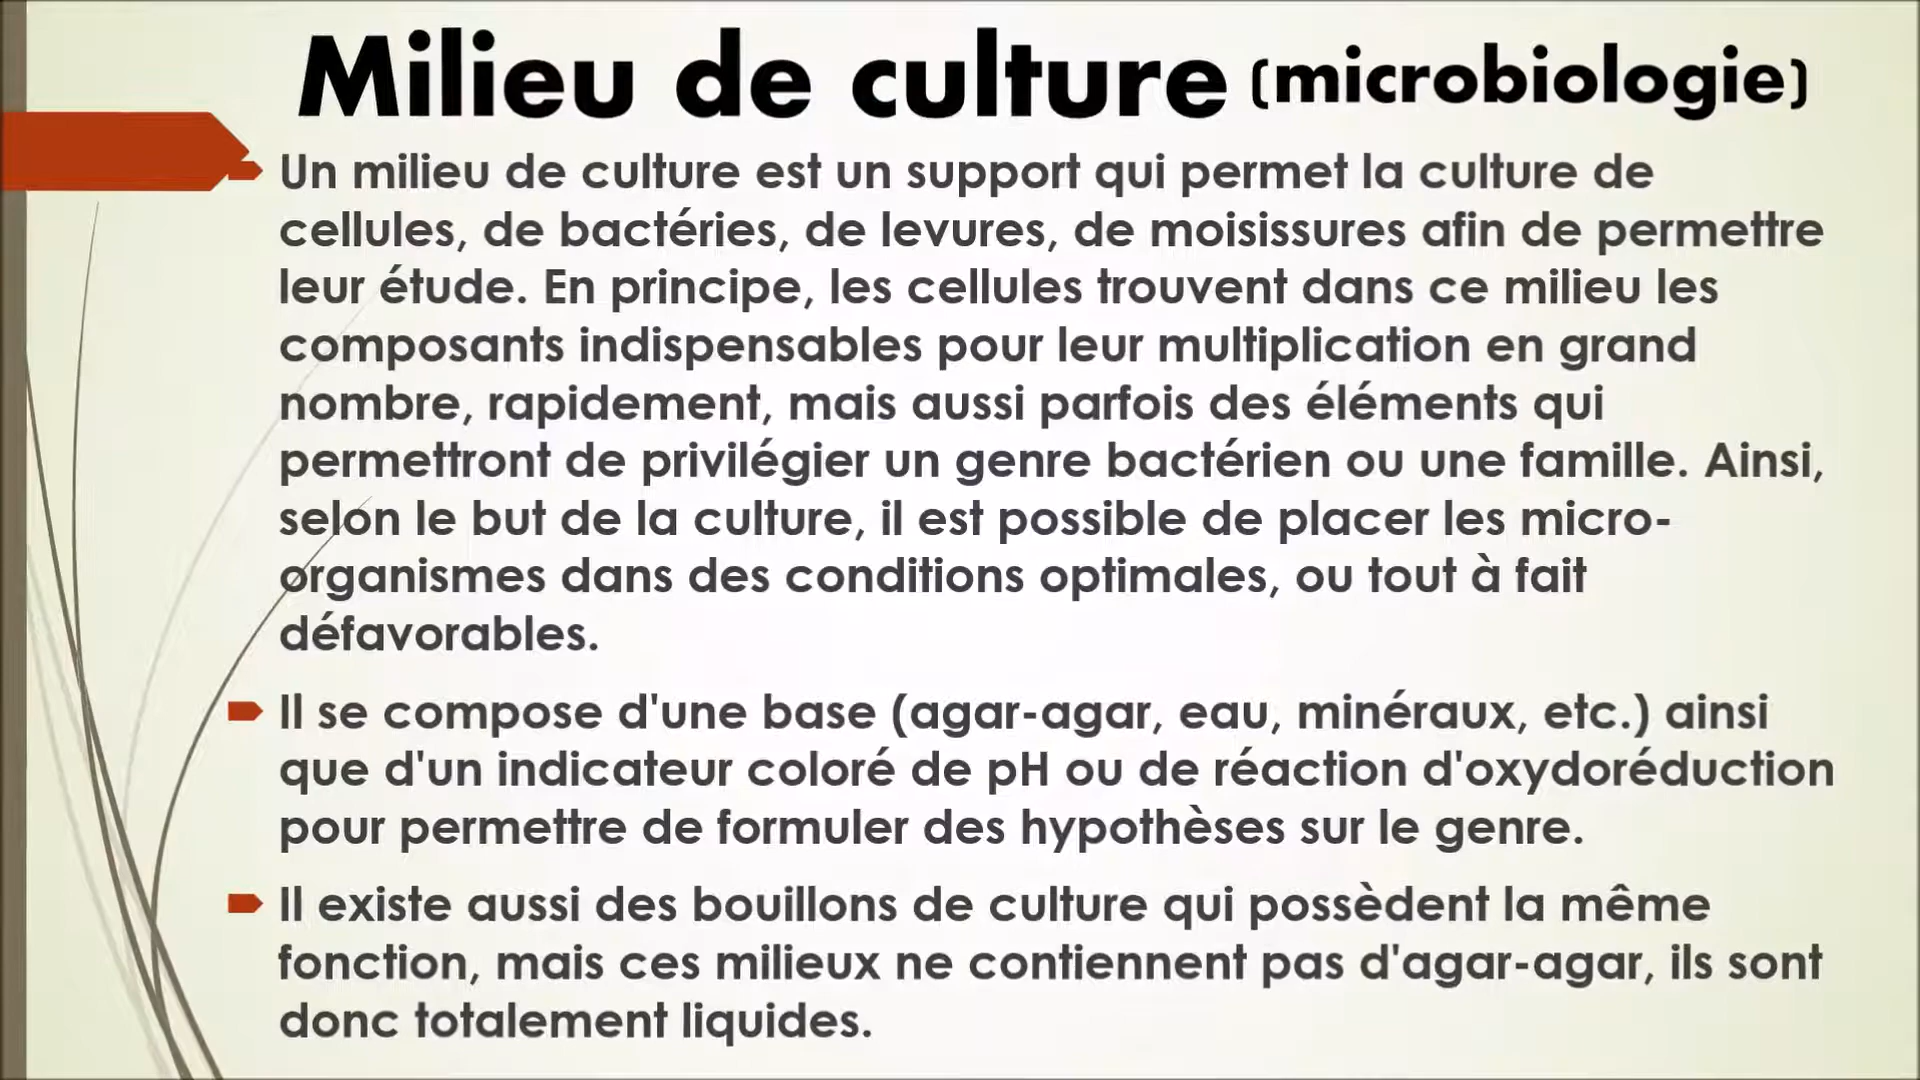 Milieu de culture (microbiologie)
Un milieu de culture est un support qui permet la culture de
cellules, de bactéries, de levures, de moisissures afin de permettre
leur étude. En principe, les cellules trouvent dans ce milieu les
composants indispensables pour leur multiplication en grand
nombre, rapidement, mais aussi parfois des éléments qui
permettront de privilégier un genre bactérien ou une famille. Ainsi,
selon le but de la culture, il est possible de placer les micro-
organismes dans des conditions optimales, ou tout à fait
défavorables.
Il se compose d'une base (agar-agar, eau, minéraux, etc.) ainsi
que d'un indicateur coloré de pH ou de réaction d'oxydoréduction
pour permettre de formuler des hypothèses sur le genre.
Il existe aussi des bouillons de culture qui possèdent la même
fonction, mais ces milieux ne contiennent pas d'agar-agar, ils sont
donc totalement liquides.